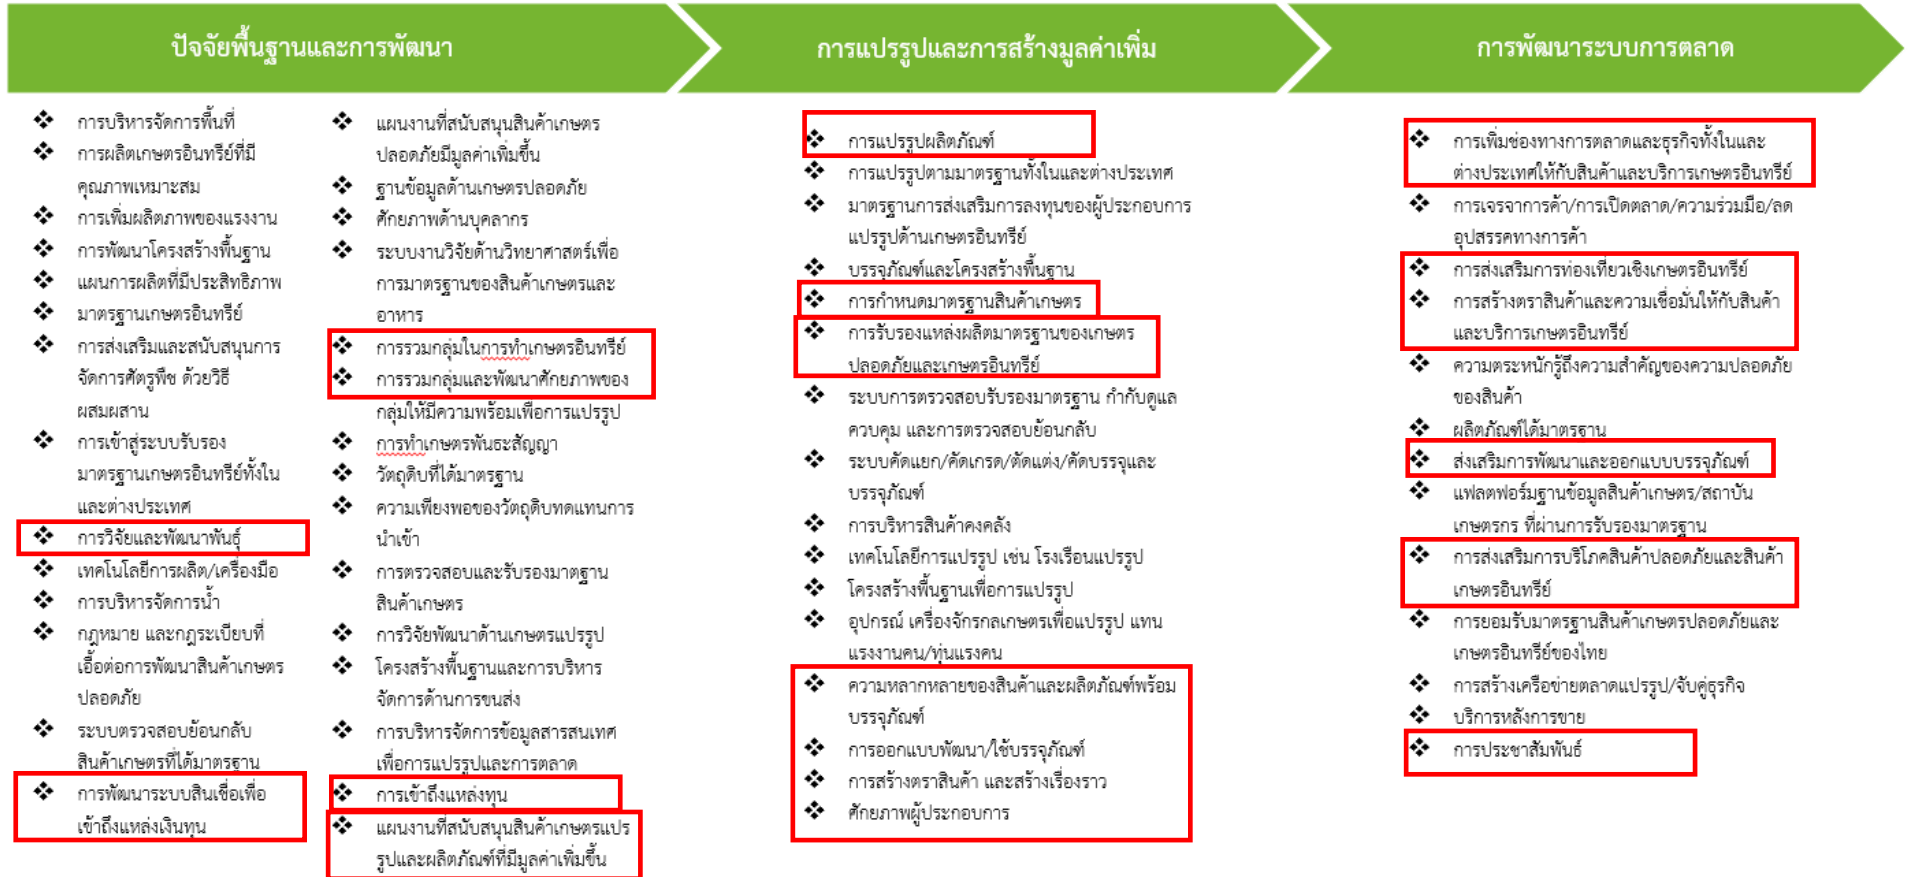 ปัจจัยพื้นฐานและการพัฒนา
การแปรรูปและการสร้างมูลค่าเพิ่ม
การพัฒนาระบบการตลาด
การบริหารจัดการพื้นที่
การผลิตเกษตรอินทรีย์ที่มี
คุณภาพเหมาะสม
การเพิ่มผลิตภาพของแรงงาน
การพัฒนาโครงสร้างพื้นฐาน
แผนการผลิตที่มีประสิทธิภาพ
มาตรฐานเกษตรอินทรีย์
การส่งเสริมและสนับสนุนการ
จัดการศัตรูพืช ด้วยวิธี
ผสมผสาน
การเข้าสู่ระบบรับรอง
มาตรฐานเกษตรอินทรีย์ทั้งใน
และต่างประเทศ
การวิจัยและพัฒนาพันธุ์
เทคโนโลยีการผลิต/เครื่องมือ
การบริหารจัดการน้ำ
กฎหมาย และกฎระเบียบที่
เอื้อต่อการพัฒนาสินค้าเกษตร
ปลอดภัย
ระบบตรวจสอบย้อนกลับ
สินค้าเกษตรที่ได้มาตรฐาน
การพัฒนาระบบสินเชื่อเพื่อ
เข้าถึงแหล่งเงินทุน
แผนงานที่สนับสนุนสินค้าเกษตร
ปลอดภัยมีมูลค่าเพิ่มขึ้น
ฐานข้อมูลด้านเกษตรปลอดภัย
ศักยภาพด้านบุคลากร
ระบบงานวิจัยด้านวิทยาศาสตร์เพื่อ
การมาตรฐานของสินค้าเกษตรและ
อาหาร
การรวมกลุ่มในการทำเกษตรอินทรีย์
การรวมกลุ่มและพัฒนาศักยภาพของ
กลุ่มให้มีความพร้อมเพื่อการแปรรูป
การทำเกษตรพันธะสัญญา
วัตถุดิบที่ได้มาตรฐาน
ความเพียงพอของวัตถุดิบทดแทนการ
นำเข้า
การตรวจสอบและรับรองมาตฐาน
สินค้าเกษตร
การวิจัยพัฒนาด้านเกษตรแปรรูป
โครงสร้างพื้นฐานและการบริหาร
จัดการด้านการขนส่ง
การบริหารจัดการข้อมูลสารสนเทศ
เพื่อการแปรรูปและการตลาด
การเข้าถึงแหล่งทุน
แผนงานที่สนับสนุนสินค้าเกษตรแปร
รูปและผลิตภัณฑ์ที่มีมูลค่าเพิ่มขึ้น
การแปรรูปผลิตภัณฑ์
การแปรรูปตามมาตรฐานทั้งในและต่างประเทศ
มาตรฐานการส่งเสริมการลงทุนของผู้ประกอบการ
แปรรูปด้านเกษตรอินทรีย์
บรรจุภัณฑ์และโครงสร้างพื้นฐาน
การกำหนดมาตรฐานสินค้าเกษตร
การรับรองแหล่งผลิตมาตรฐานของเกษตร
ปลอดภัยและเกษตรอินทรีย์
ระบบการตรวจสอบรับรองมาตรฐาน กำกับดูแล
ควบคุม และการตรวจสอบย้อนกลับ
ระบบคัดแยก/คัดเกรด/ตัดแต่ง/คัดบรรจุและ
บรรจุภัณฑ์
การบริหารสินค้าคงคลัง
เทคโนโลยีการแปรรูป เช่น โรงเรือนแปรรูป
โครงสร้างพื้นฐานเพื่อการแปรรูป
อุปกรณ์ เครื่องจักรกลเกษตรเพื่อแปรรูป แทน
แรงงานคน/ทุ่นแรงคน
ความหลากหลายของสินค้าและผลิตภัณฑ์พร้อม
บรรจุภัณฑ์
การออกแบบพัฒนา/ใช้บรรจุภัณฑ์
การสร้างตราสินค้า และสร้างเรื่องราว
ศักยภาพผู้ประกอบการ
การเพิ่มช่องทางการตลาดและธุรกิจทั้งในและ
ต่างประเทศให้กับสินค้าและบริการเกษตรอินทรีย์
การเจรจาการค้า/การเปิดตลาด/ความร่วมมือ/ลด
อุปสรรคทางการค้า
การส่งเสริมการท่องเที่ยวเชิงเกษตรอินทรีย์
การสร้างตราสินค้าและความเชื่อมั่นให้กับสินค้า
และบริการเกษตรอินทรีย์
ความตระหนักรู้ถึงความสำคัญของความปลอดภัย
ของสินค้า
ผลิตภัณฑ์ได้มาตรฐาน
ส่งเสริมการพัฒนาและออกแบบบรรจุภัณฑ์
แฟลตฟอร์มฐานข้อมูลสินค้าเกษตร/สถาบัน
เกษตรกร ที่ผ่านการรับรองมาตรฐาน
การส่งเสริมการบริโภคสินค้าปลอดภัยและสินค้า
เกษตรอินทรีย์
การยอมรับมาตรฐานสินค้าเกษตรปลอดภัยและ
เกษตรอินทรีย์ของไทย
การสร้างเครือข่ายตลาดแปรรูป/จับคู่ธุรกิจ
บริการหลังการขาย
การประชาสัมพันธ์